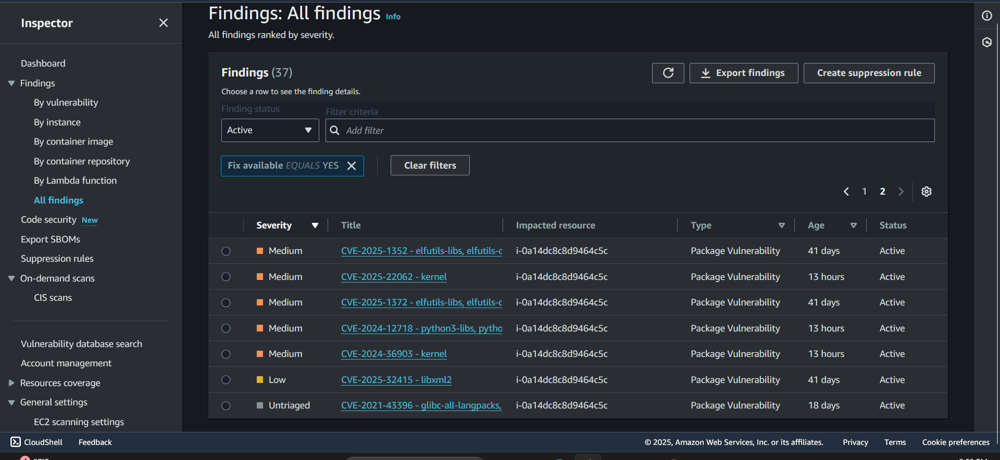 Inspector
Dashboard
Findings
By vulnerability
By instance
By container image
By container repository
By Lambda function
All findings
Code security New
Export SBOMs
Suppression rules
On-demand scans
CIS scans
Vulnerability database search
Account management
Resources coverage
General settings
EC2 scanning settings
Findings: All findings Info
All findings ranked by severity.
Findings (37)
Export findings
Create suppression rule
Choose a row to see the finding details.
Finding status
Filter criteria
Active
Add filter
Fix available EQUALS YES
Clear filters
1 2
Severity Title Impacted resource Type Age Status
Medium CVE-2025-1352 - elfutils-libs, elfutils-d i-0a14dc8c8d9464c5c Package Vulnerability 41 days Active
Medium CVE-2025-22062 - kernel i-0a14dc8c8d9464c5c Package Vulnerability 13 hours Active
Medium CVE-2025-1372 - elfutils-libs, elfutils-d i-0a14dc8c8d9464c5c Package Vulnerability 41 days Active
Medium CVE-2024-12718 - python3-libs, pytho i-0a14dc8c8d9464c5c Package Vulnerability 13 hours Active
Medium CVE-2024-36903 - kernel i-0a14dc8c8d9464c5c Package Vulnerability 13 hours Active
Low CVE-2025-32415 - libxml2 i-0a14dc8c8d9464c5c Package Vulnerability 41 days Active
Untriaged CVE-2021-43396 - glibc-all-langpacks, i-0a14dc8c8d9464c5c Package Vulnerability 18 days Active
CloudShell Feedback © 2025, Amazon Web Services, Inc. or its affiliates. Privacy Terms Cookie preferences